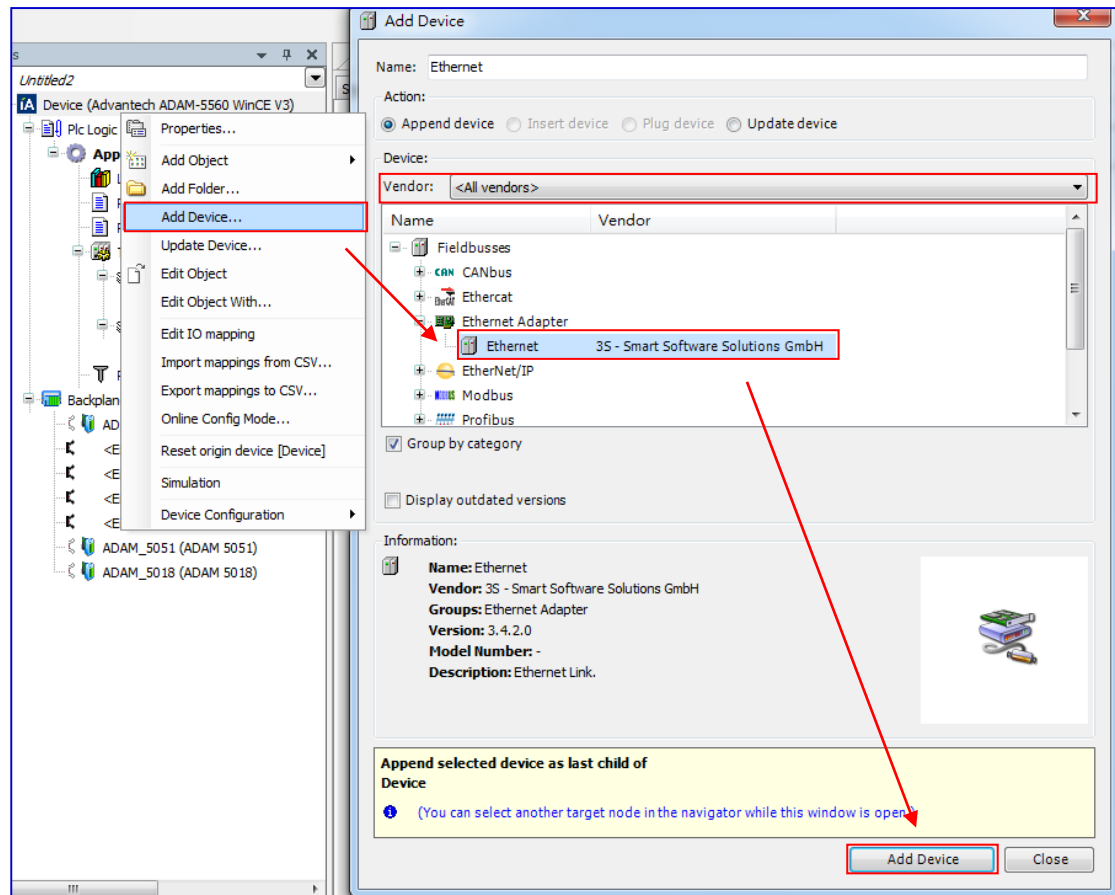 s
Untitled2
Device (Advantech ADAM-5560 WinCE V3)
Plc Logic
App
Backplan
AD
<E
<E
<E
<E
ADAM_5051 (ADAM 5051)
ADAM_5018 (ADAM 5018)
Properties...
Add Object
Add Folder...
Add Device...
Update Device...
Edit Object
Edit Object With...
Edit IO mapping
Import mappings from CSV...
Export mappings to CSV...
Online Config Mode...
Reset origin device [Device]
Simulation
Device Configuration
Add Device
Name: Ethernet
Action:
Append device Insert device Plug device Update device
Device:
Vendor: <All vendors>
Name Vendor
Fieldbusses
CAN CANbus
Ethercat
Ethernet Adapter
Ethernet 3S - Smart Software Solutions GmbH
EtherNet/IP
Modbus
Profibus
Group by category
Display outdated versions
Information:
Name: Ethernet
Vendor: 3S - Smart Software Solutions GmbH
Groups: Ethernet Adapter
Version: 3.4.2.0
Model Number: -
Description: Ethernet Link.
Append selected device as last child of
Device
(You can select another target node in the navigator while this window is open.)
Add Device Close